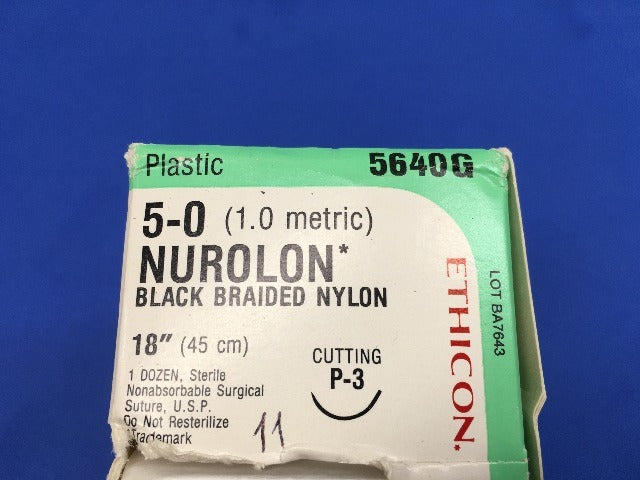 Plastic 5640G
5-0 (1.0 metric)
NUROLON*
BLACK BRAIDED NYLON
18" (45 cm)
1 DOZEN, Sterile
Nonabsorbable Surgical
Suture, U.S.P.
Do Not Resterilize
Trademark
CUTTING
P-3
11
ETHICON*
LOT BA7643